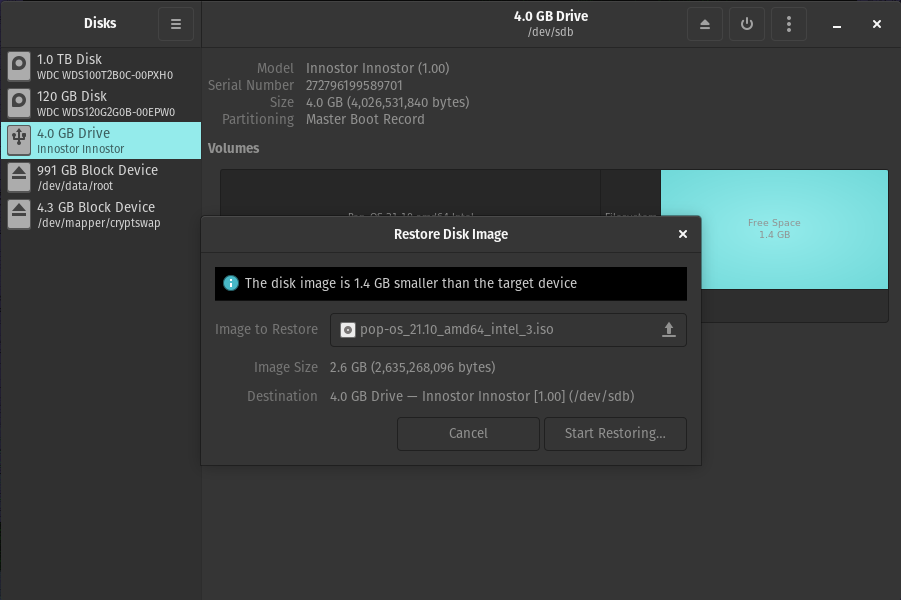 Disks
4.0 GB Drive
/dev/sdb
1.0 TB Disk
WDC WDS100T2B0C-00PXH0
120 GB Disk
WDC WDS120G2G0B-00EPW0
4.0 GB Drive
Innostor Innostor
991 GB Block Device
/dev/data/root
4.3 GB Block Device
/dev/mapper/cryptswap
Model Innostor Innostor (1.00)
Serial Number 272796199589701
Size 4.0 GB (4,026,531,840 bytes)
Partitioning Master Boot Record
Volumes
Pop_OS 21.10 amd64 Intel
Filesystem
Free Space
1.4 GB
Restore Disk Image
The disk image is 1.4 GB smaller than the target device
Image to Restore pop-os_21.10_amd64_intel_3.iso
Image Size 2.6 GB (2,635,268,096 bytes)
Destination 4.0 GB Drive — Innostor Innostor [1.00] (/dev/sdb)
Cancel Start Restoring…